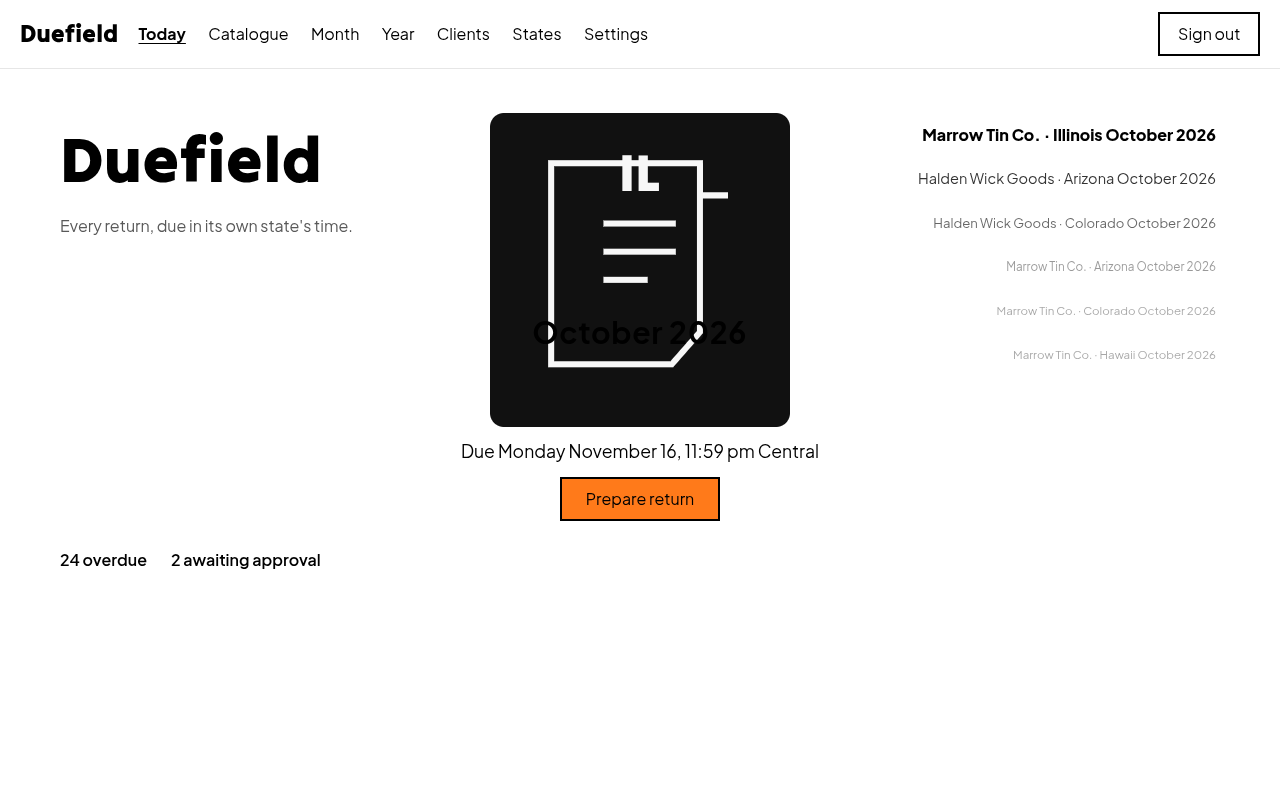 Duefield Today Catalogue Month Year Clients States Settings Sign out
Duefield
Every return, due in its own state's time.
IL
October 2026
Due Monday November 16, 11:59 pm Central
Prepare return
Marrow Tin Co. · Illinois October 2026
Halden Wick Goods · Arizona October 2026
Halden Wick Goods · Colorado October 2026
Marrow Tin Co. · Arizona October 2026
Marrow Tin Co. · Colorado October 2026
Marrow Tin Co. · Hawaii October 2026
24 overdue 2 awaiting approval